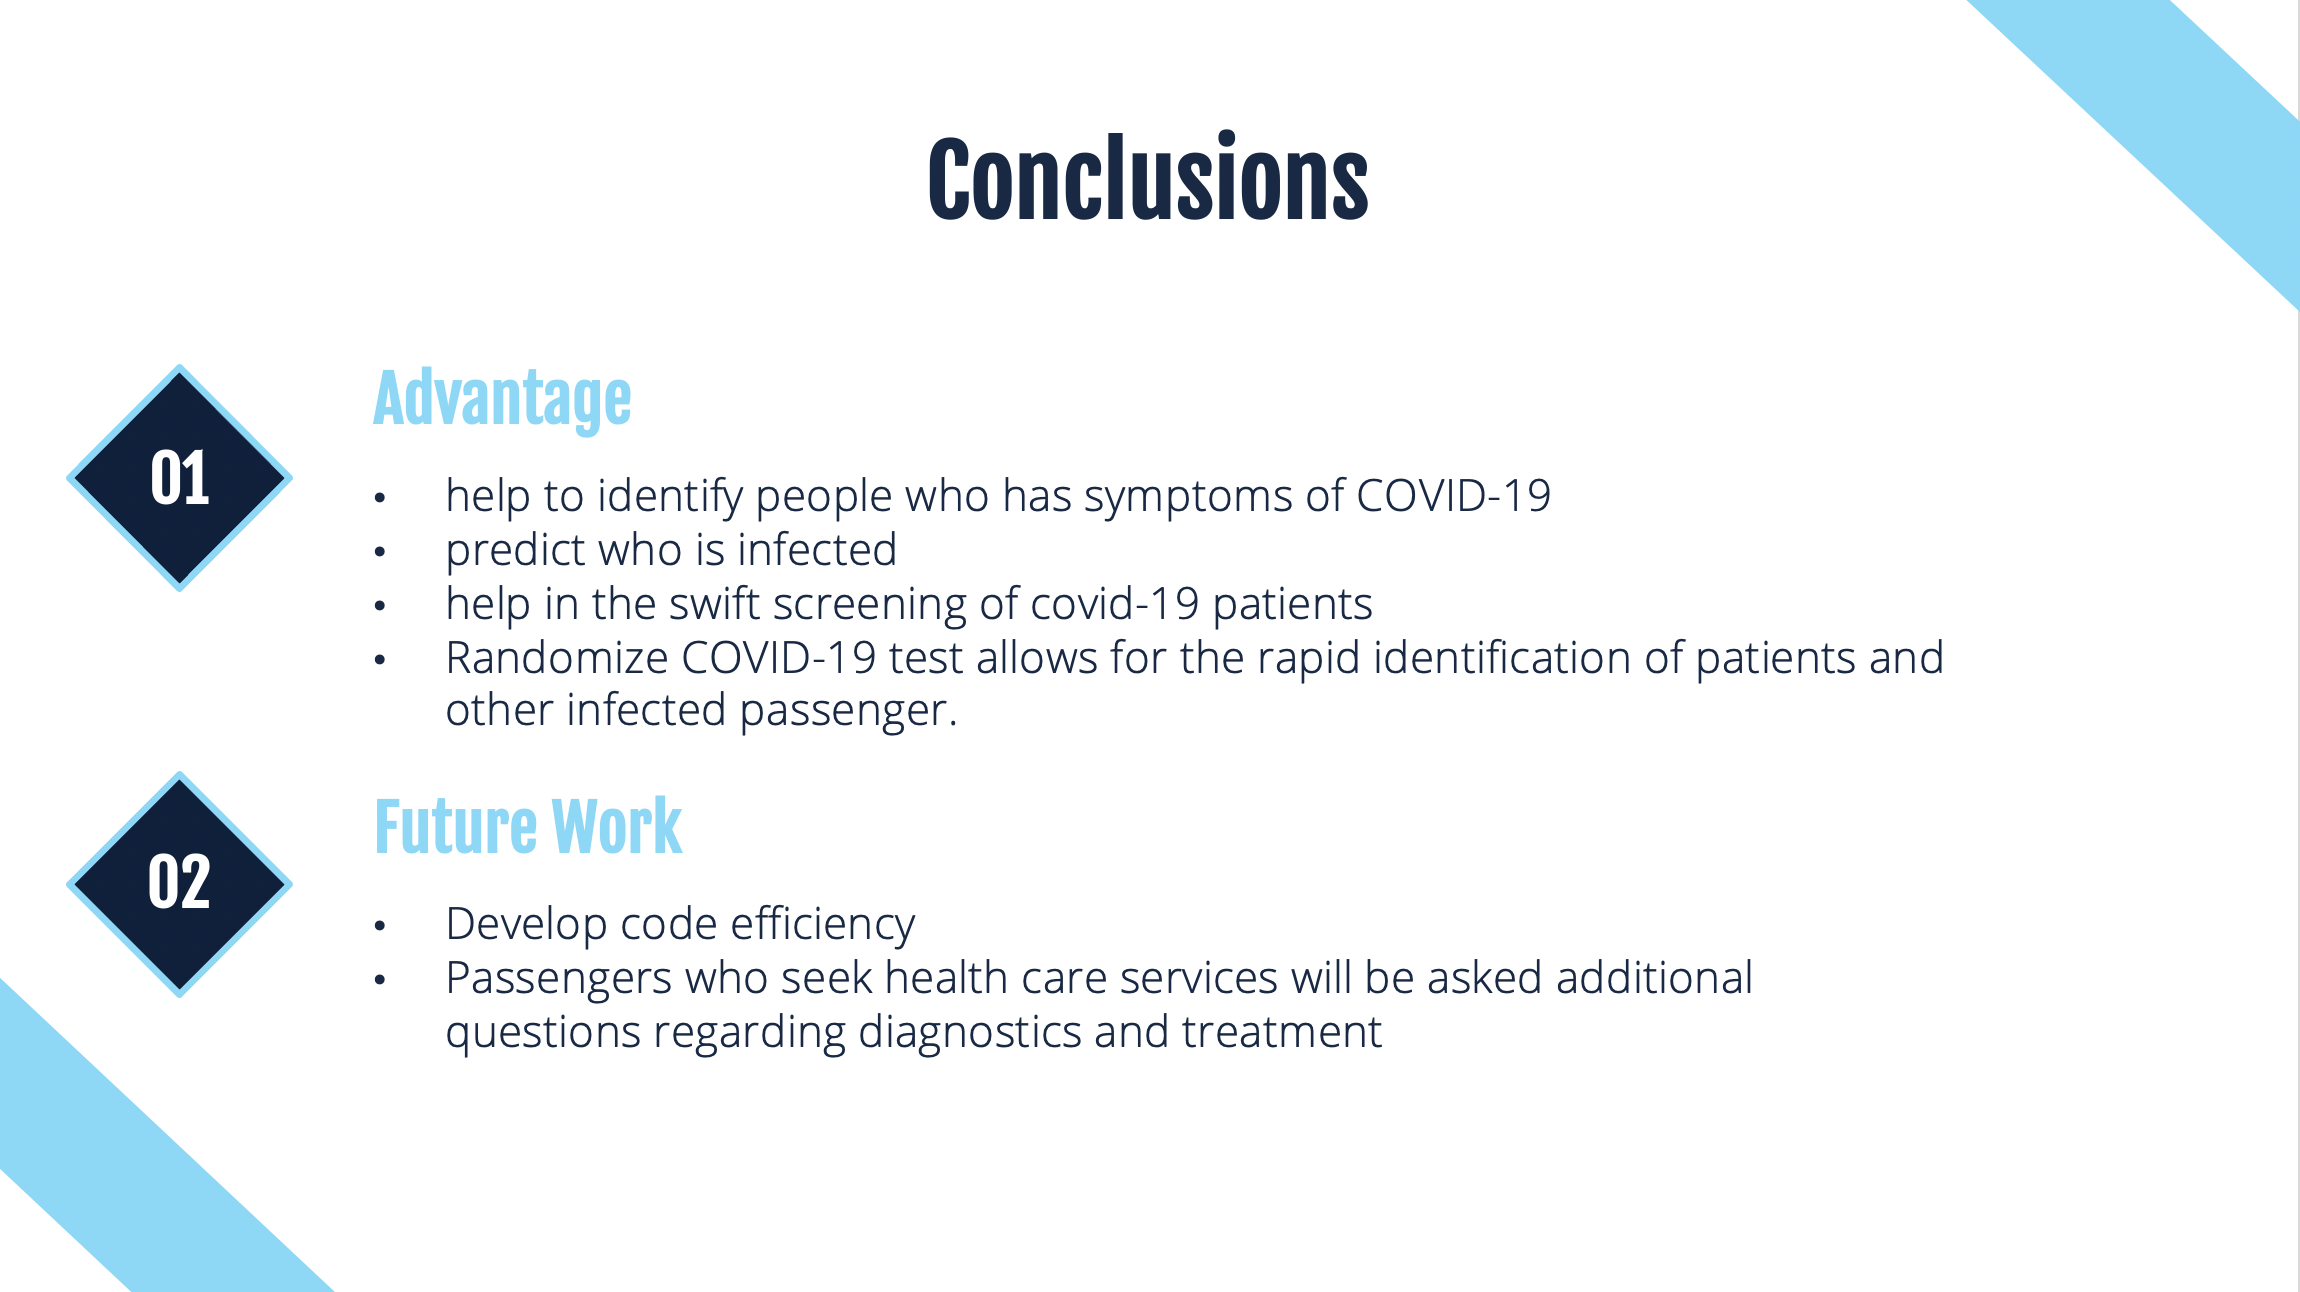 Conclusions
01
Advantage
• help to identify people who has symptoms of COVID-19
• predict who is infected
• help in the swift screening of covid-19 patients
• Randomize COVID-19 test allows for the rapid identification of patients and
other infected passenger.
02
Future Work
• Develop code efficiency
• Passengers who seek health care services will be asked additional
questions regarding diagnostics and treatment